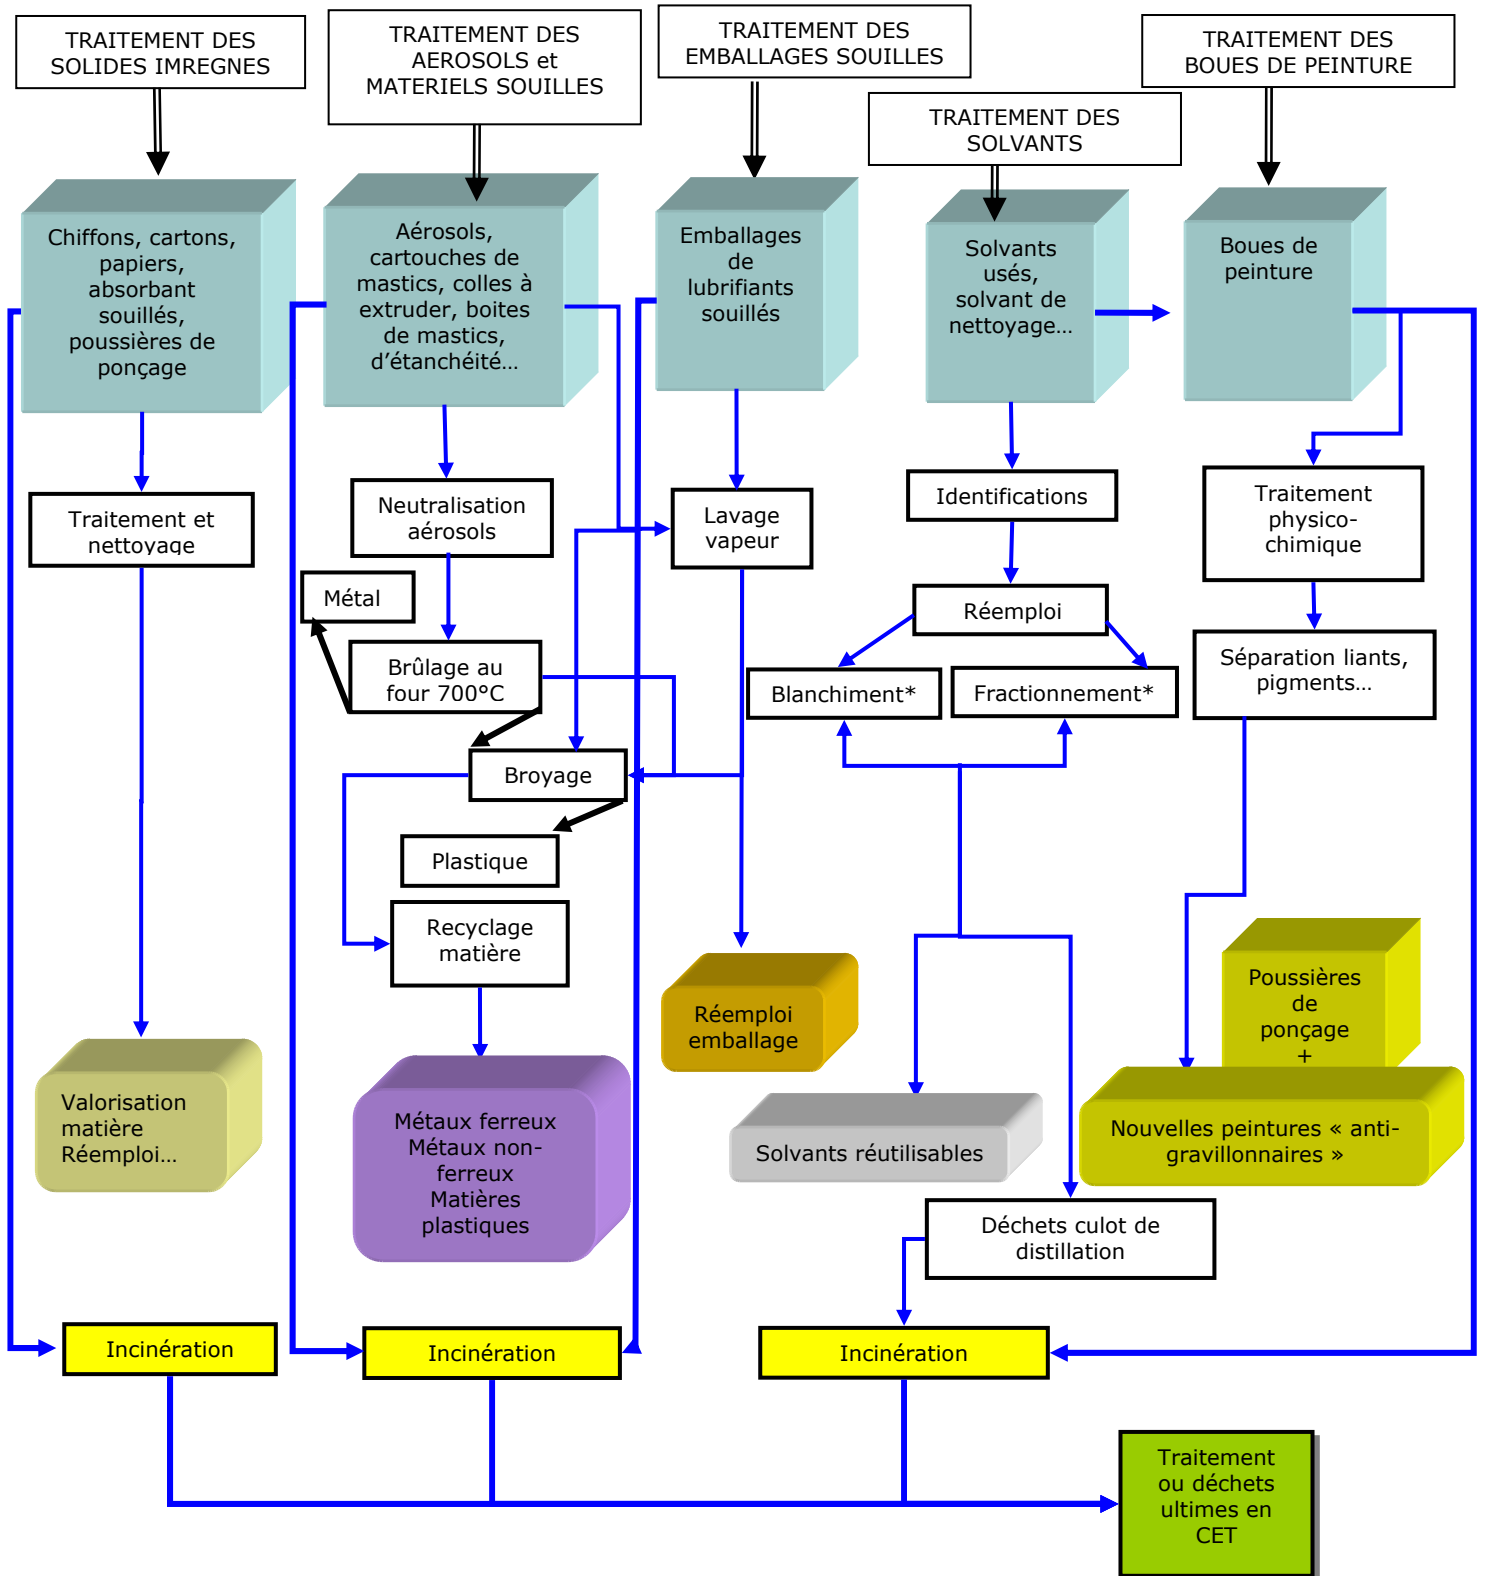 TRAITEMENT DES
SOLIDES IMREGNES
TRAITEMENT DES
AEROSOLS et
MATERIELS SOUILLES
TRAITEMENT DES
EMBALLAGES SOUILLES
TRAITEMENT DES
SOLVANTS
TRAITEMENT DES
BOUES DE PEINTURE
Chiffons, cartons,
papiers,
absorbant
souillés,
poussières de
ponçage
Aérosols,
cartouches de
mastics, colles à
extruder, boites
de mastics,
d'étanchéité…
Emballages
de
lubrifiants
souillés
Solvants
usés,
solvant de
nettoyage…
Boues de
peinture
Traitement et
nettoyage
Neutralisation
aérosols
Lavage
vapeur
Identifications
Traitement
physico-
chimique
Métal
Réemploi
Brûlage au
four 700°C
Blanchiment*
Fractionnement*
Séparation liants,
pigments…
Broyage
Plastique
Recyclage
matière
Réemploi
emballage
Poussières
de
ponçage
+
Valorisation
matière
Réemploi…
Métaux ferreux
Métaux non-
ferreux
Matières
plastiques
Solvants réutilisables
Nouvelles peintures « anti-
gravillonnaires »
Déchets culot de
distillation
Incinération
Incinération
Incinération
Traitement
ou déchets
ultimes en
CET